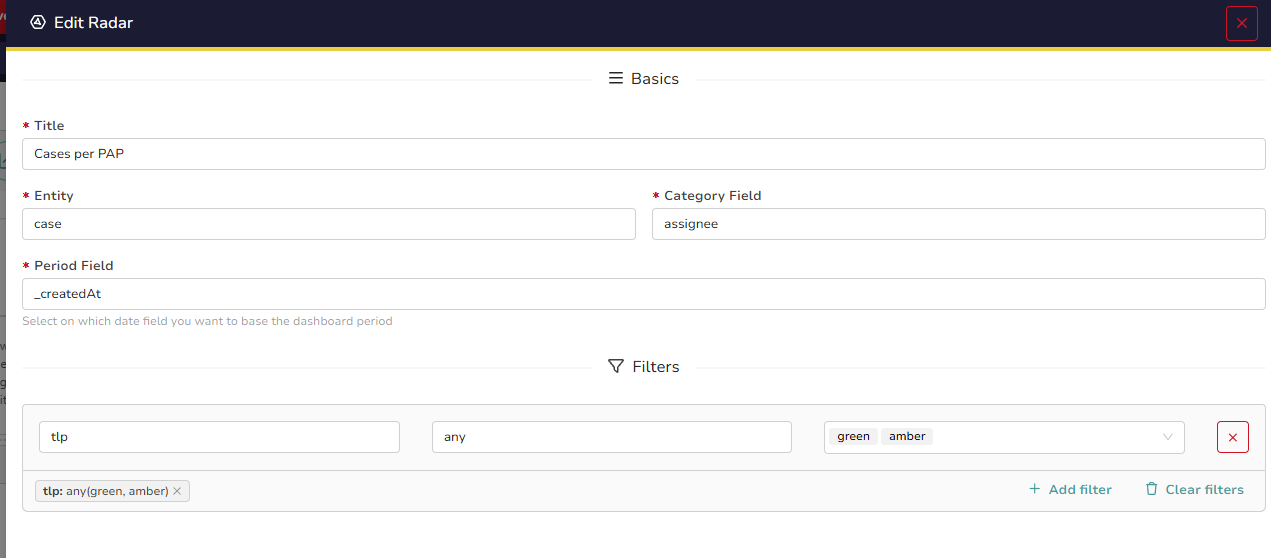 Edit Radar
Basics
* Title
Cases per PAP
* Entity
* Category Field
case
assignee
* Period Field
_createdAt
Select on which date field you want to base the dashboard period
Filters
tlp
any
green amber
tlp: any(green, amber)
+ Add filter
Clear filters